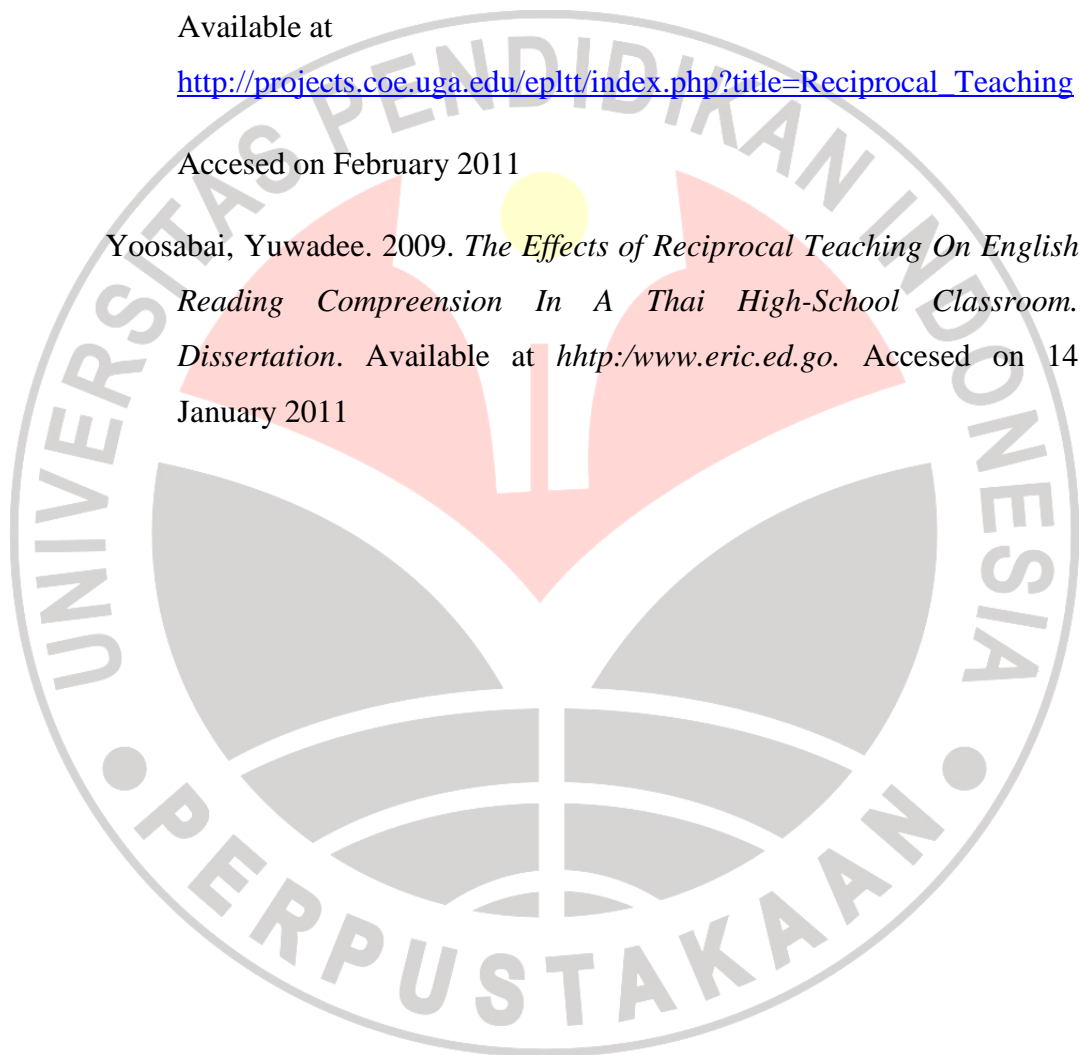 Available at
http://projects.coe.uga.edu/epltt/index.php?title=Reciprocal_Teaching
Accesed on February 2011
Yoosabai, Yuwadee. 2009. The Effects of Reciprocal Teaching On English
Reading Compreension In A Thai High-School Classroom.
Dissertation. Available at hhtp:/www.eric.ed.go. Accesed on 14
January 2011
UNIVERSITAS PENDIDIKAN INDONESIA
PERPUSTAKAAN